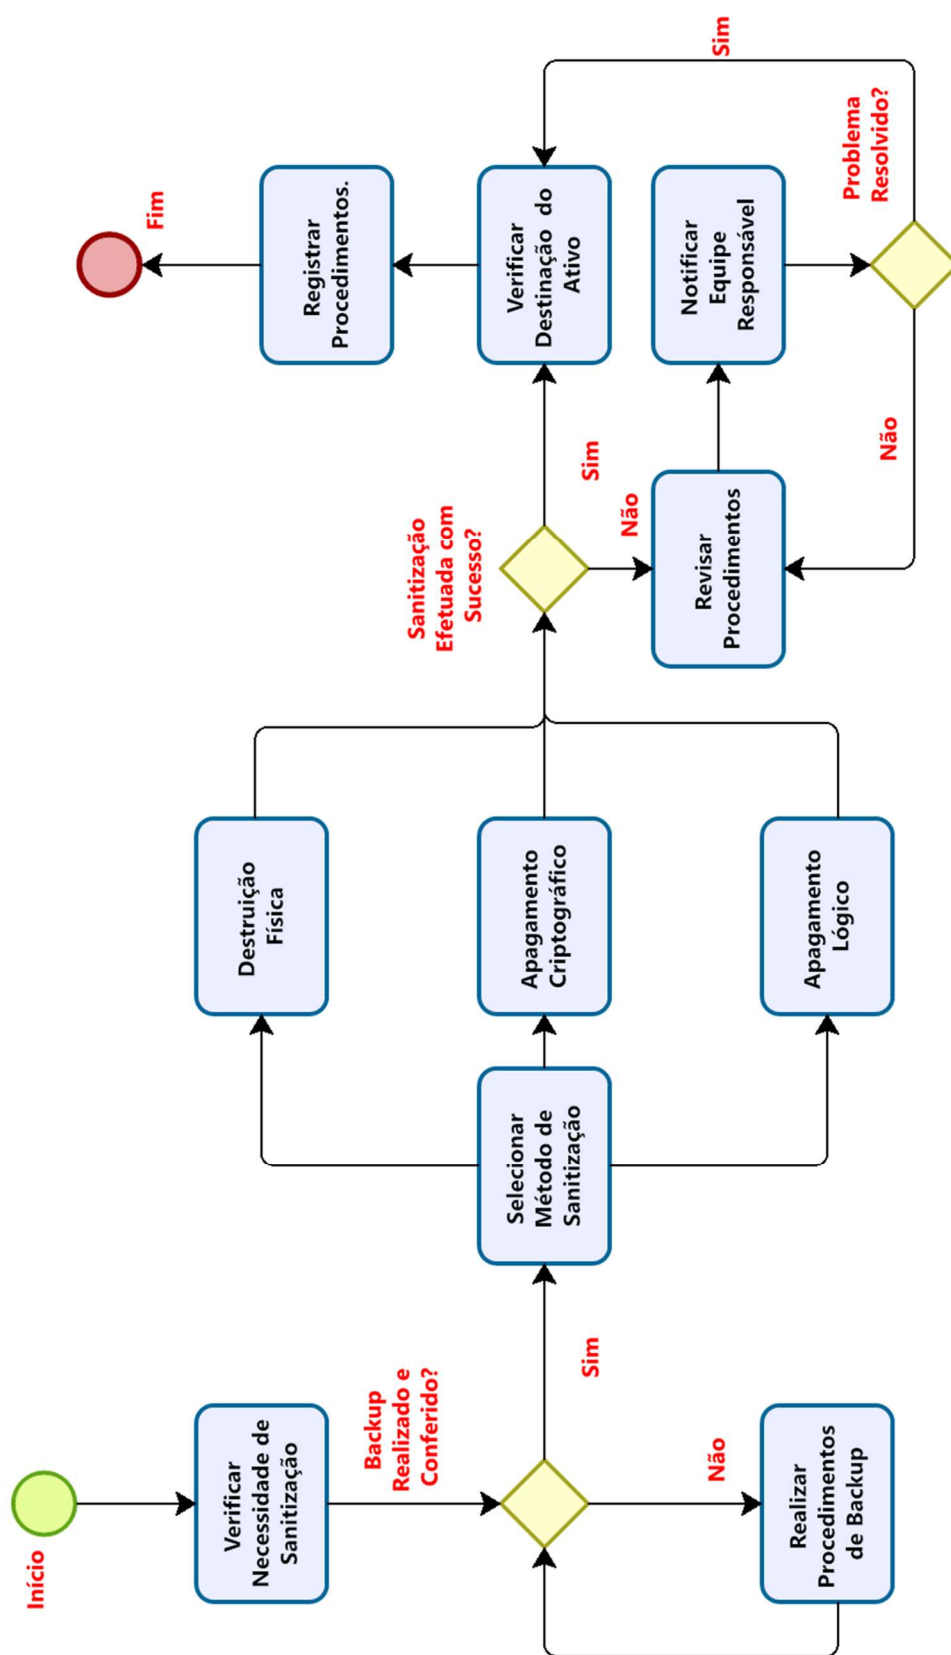 Início
Verificar
Necessidade de
Sanitização
Backup
Realizado e
Conferido?
Não
Realizar
Procedimentos
de Backup
Sim
Selecionar
Método de
Sanitização
Destruição
Física
Apagamento
Criptográfico
Apagamento
Lógico
Sanitização
Efetuada com
Sucesso?
Sim
Não
Revisar
Procedimentos
Notificar
Equipe
Responsável
Problema
Resolvido?
Não
Sim
Verificar
Destinação do
Ativo
Registrar
Procedimentos.
Fim